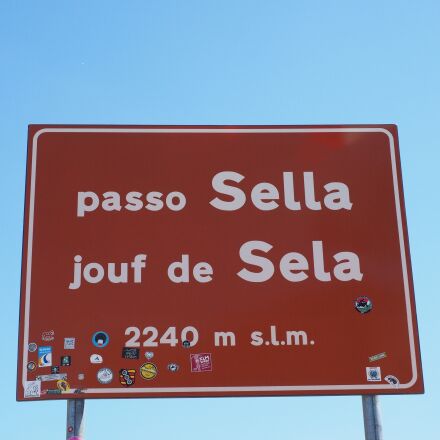 passo Sella
jouf de Sela
2240 m s.l.m.